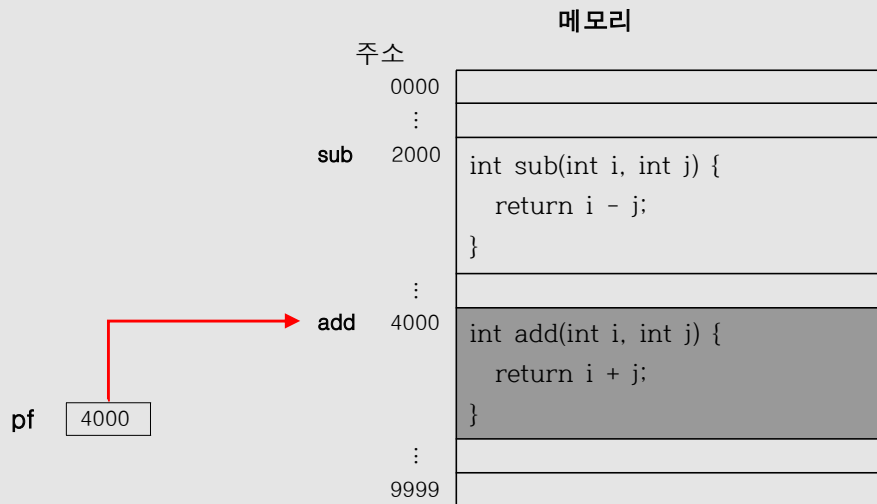 메모리
주소
0000
⋮
sub 2000 int sub(int i, int j) {
return i - j;
}
⋮
add 4000 int add(int i, int j) {
return i + j;
}
pf 4000
⋮
9999